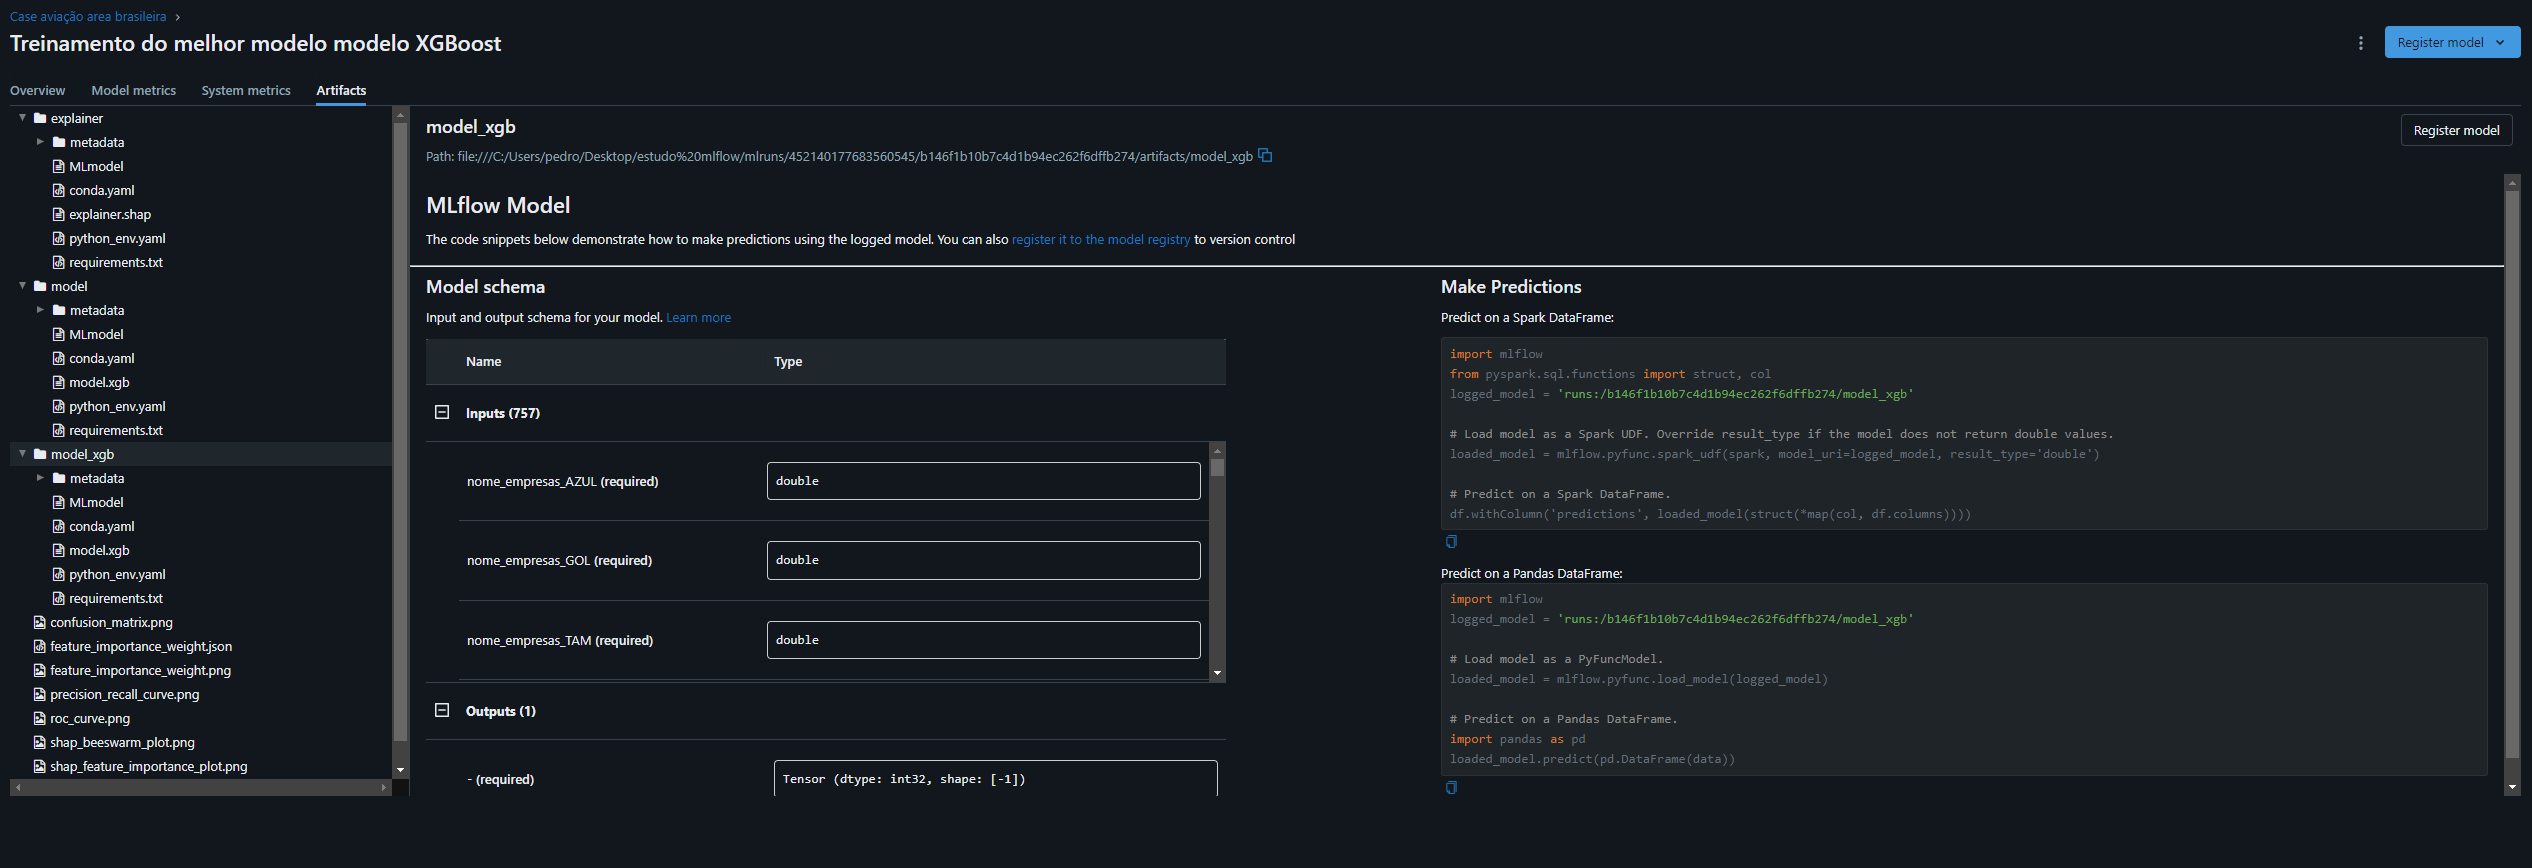 Case aviação area brasileira
Treinamento do melhor modelo modelo XGBoost
Register model
Overview Model metrics System metrics Artifacts
explainer
metadata
MLmodel
conda.yaml
explainer.shap
python_env.yaml
requirements.txt
model
metadata
MLmodel
conda.yaml
model.xgb
python_env.yaml
requirements.txt
model_xgb
metadata
MLmodel
conda.yaml
model.xgb
python_env.yaml
requirements.txt
confusion_matrix.png
feature_importance_weight.json
feature_importance_weight.png
precision_recall_curve.png
roc_curve.png
shap_beeswarm_plot.png
shap_feature_importance_plot.png
model_xgb
Register model
Path: file:///C:/Users/pedro/Desktop/estudo%20mlflow/mlruns/452140177683560545/b146f1b10b7c4d1b94ec262f6dffb274/artifacts/model_xgb
MLflow Model
The code snippets below demonstrate how to make predictions using the logged model. You can also register it to the model registry to version control
Model schema
Input and output schema for your model. Learn more
Name Type
Inputs (757)
nome_empresas_AZUL (required) double
nome_empresas_GOL (required) double
nome_empresas_TAM (required) double
Outputs (1)
- (required) Tensor (dtype: int32, shape: [-1])
Make Predictions
Predict on a Spark DataFrame:
import mlflow
from pyspark.sql.functions import struct, col
logged_model = 'runs:/b146f1b10b7c4d1b94ec262f6dffb274/model_xgb'
# Load model as a Spark UDF. Override result_type if the model does not return double values.
loaded_model = mlflow.pyfunc.spark_udf(spark, model_uri=logged_model, result_type='double')
# Predict on a Spark DataFrame.
df.withColumn('predictions', loaded_model(struct(*map(col, df.columns))))
Predict on a Pandas DataFrame:
import mlflow
logged_model = 'runs:/b146f1b10b7c4d1b94ec262f6dffb274/model_xgb'
# Load model as a PyFuncModel.
loaded_model = mlflow.pyfunc.load_model(logged_model)
# Predict on a Pandas DataFrame.
import pandas as pd
loaded_model.predict(pd.DataFrame(data))